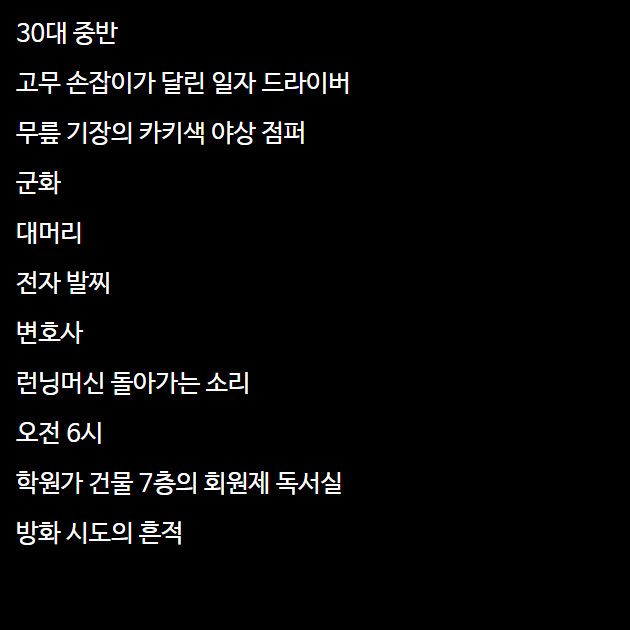 30대 중반
고무 손잡이가 달린 일자 드라이버
무릎 기장의 카키색 야상 점퍼
군화
대머리
전자 발찌
변호사
런닝머신 돌아가는 소리
오전 6시
학원가 건물 7층의 회원제 독서실
방화 시도의 흔적